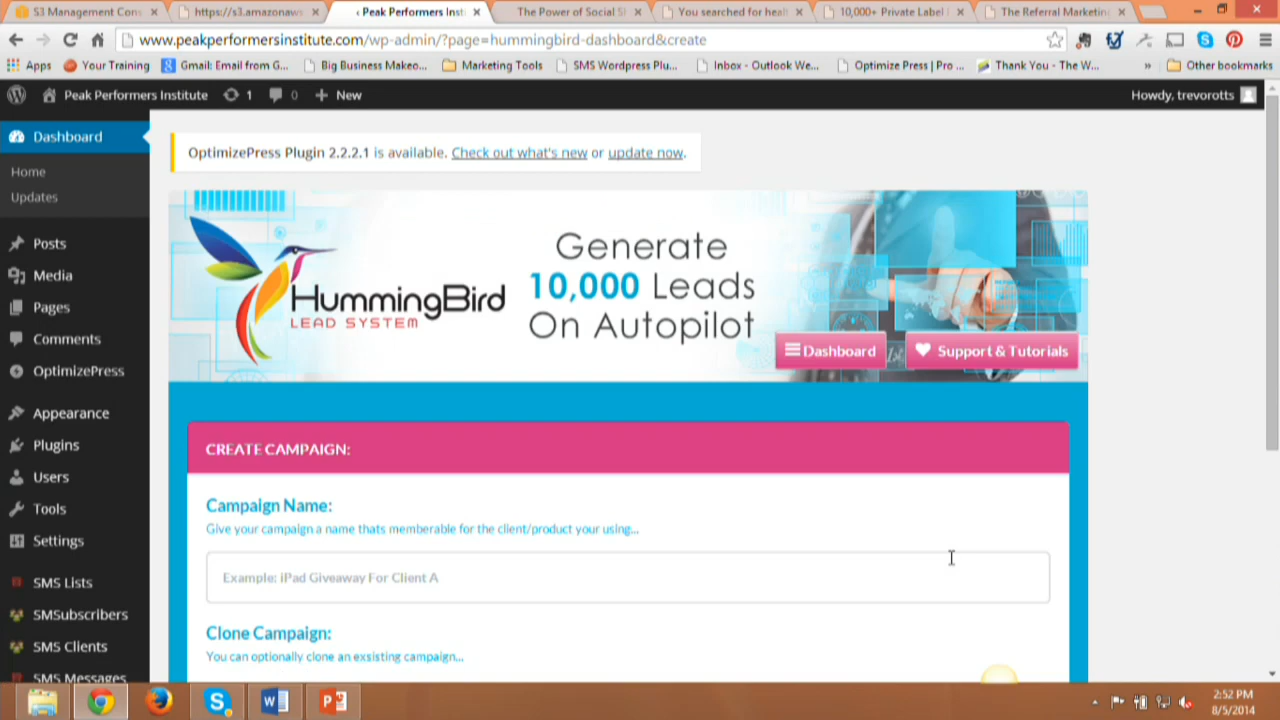 S3 Management Con
https://s3.amazonaws
‹ Peak Performers Insti
The Power of Social S
You searched for healt
10,000+ Private Label
The Referral Marketing
www.peakperformersinstitute.com/wp-admin/?page=hummingbird-dashboard&create
Apps
Your Training
Gmail: Email from G...
Big Business Makeo...
Marketing Tools
SMS Wordpress Plu...
Inbox - Outlook We...
Optimize Press | Pro ...
Thank You - The W...
»
Other bookmarks
Peak Performers Institute
1
0
New
Howdy, trevorotts
Dashboard
Home
Updates
Posts
Media
Pages
Comments
OptimizePress
Appearance
Plugins
Users
Tools
Settings
SMS Lists
SMSubscribers
SMS Clients
SMS Messages
OptimizePress Plugin 2.2.2.1 is available. Check out what's new or update now.
HummingBird
LEAD SYSTEM
Generate
10,000 Leads
On Autopilot
Dashboard
Support & Tutorials
CREATE CAMPAIGN:
Campaign Name:
Give your campaign a name thats memberable for the client/product your using...
Example: iPad Giveaway For Client A
Clone Campaign:
You can optionally clone an exsisting campaign...
2:52 PM
8/5/2014